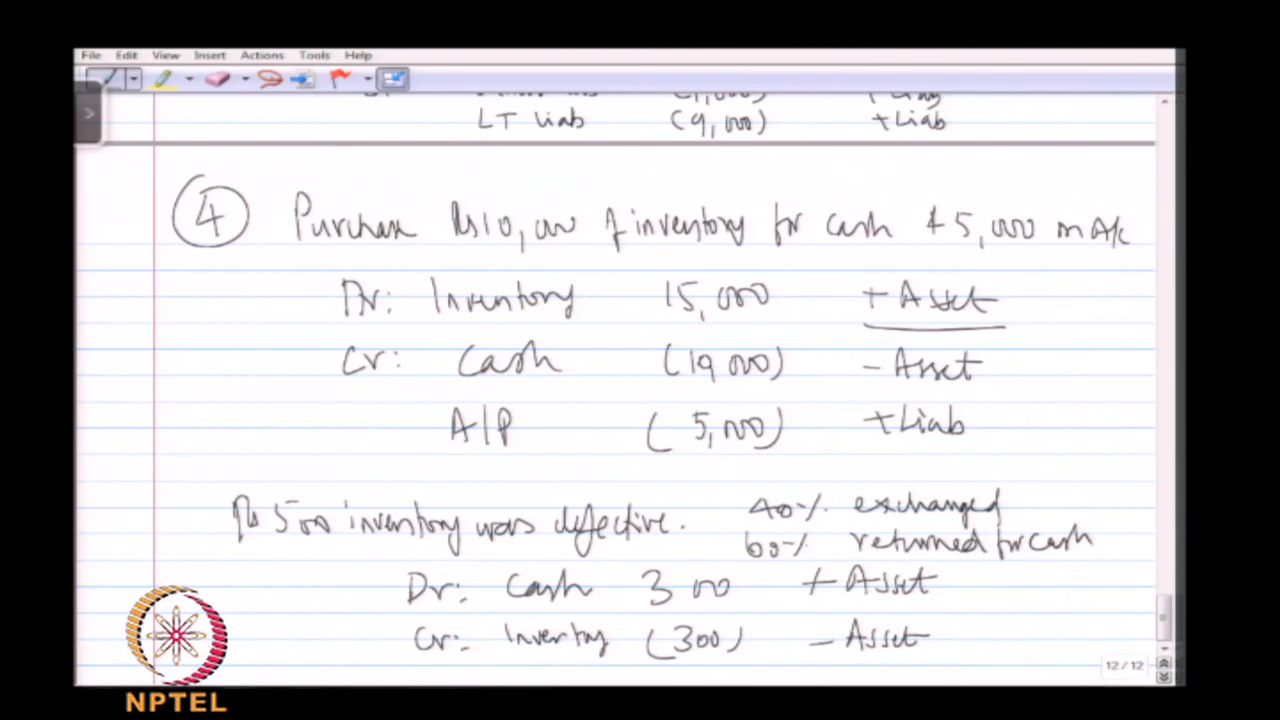 File Edit View Insert Actions Tools Help
LT Liab (9,000) + Liab
4 Purchase Rs10,000 of inventory for cash & 5,000 on A/c
Dr: Inventory 15,000 + Asset
Cr: Cash (10,000) - Asset
A/P (5,000) + Liab
Rs 500 inventory was defective. 40% exchanged
60% returned for cash
Dr: Cash 300 + Asset
Cr: Inventory (300) - Asset
12/12
NPTEL